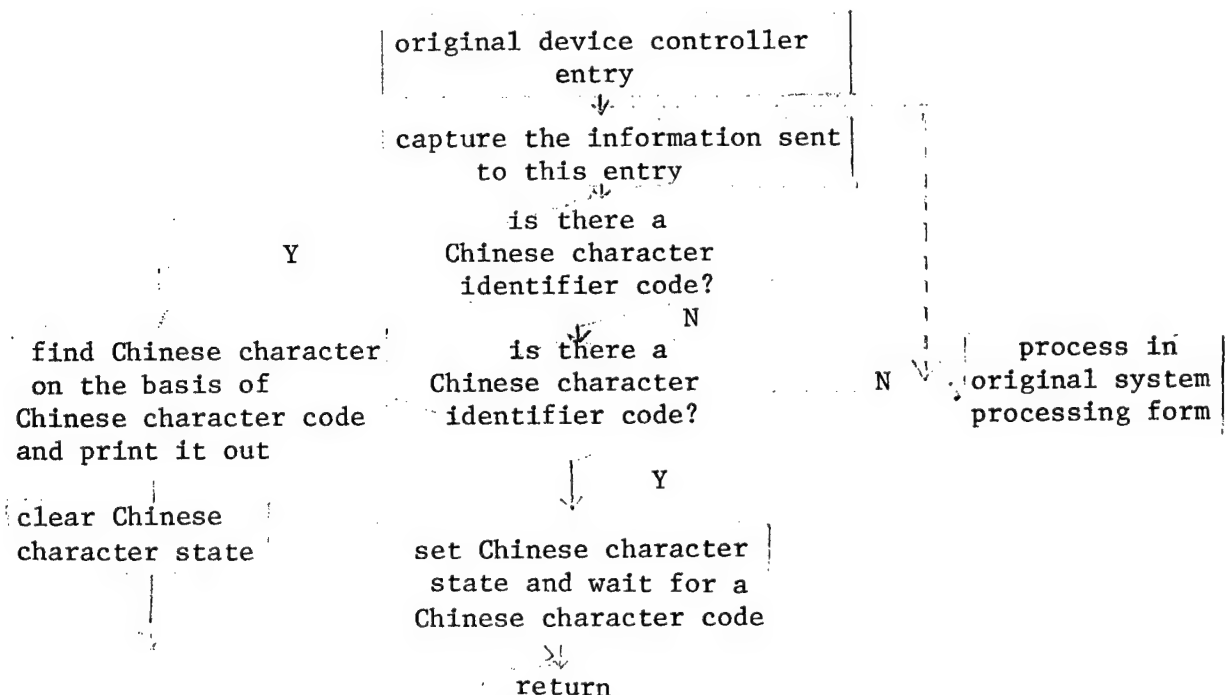 original device controller
entry
capture the information sent
to this entry
is there a
Chinese character
identifier code?
Y
N
find Chinese character
on the basis of
Chinese character code
and print it out
is there a
Chinese character
identifier code?
N
process in
original system
processing form
Y
clear Chinese
character state
set Chinese character
state and wait for a
Chinese character code
return